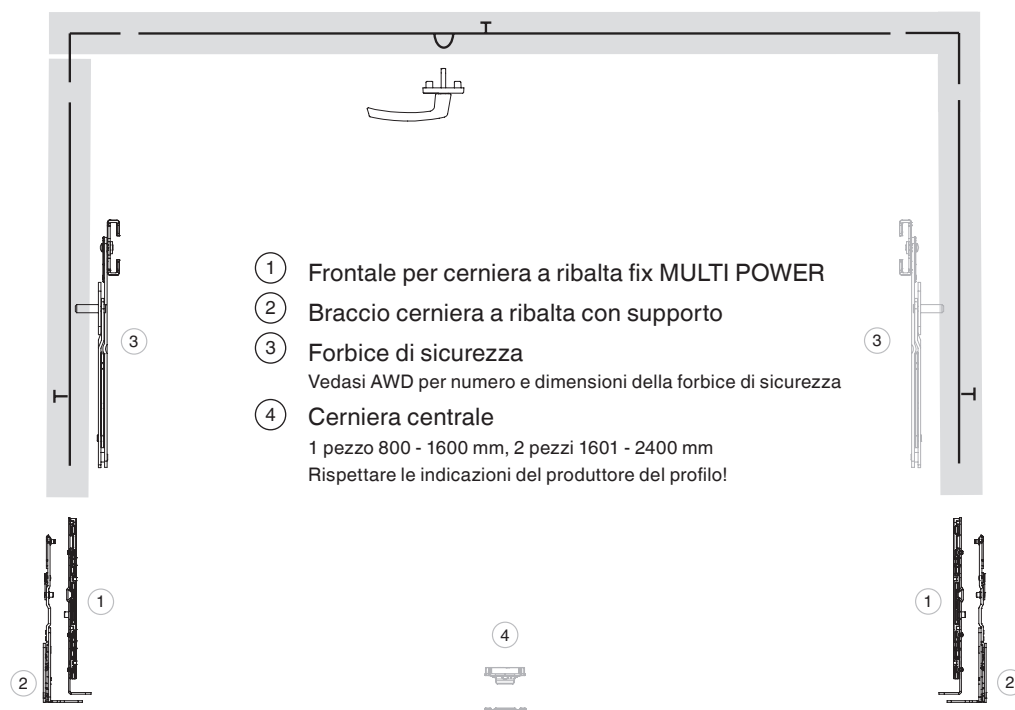 1 Frontale per cerniera a ribalta fix MULTI POWER
2 Braccio cerniera a ribalta con supporto
3 Forbice di sicurezza
Vedasi AWD per numero e dimensioni della forbice di sicurezza
4 Cerniera centrale
1 pezzo 800 - 1600 mm, 2 pezzi 1601 - 2400 mm
Rispettare le indicazioni del produttore del profilo!
3
3
1
1
4
2
2